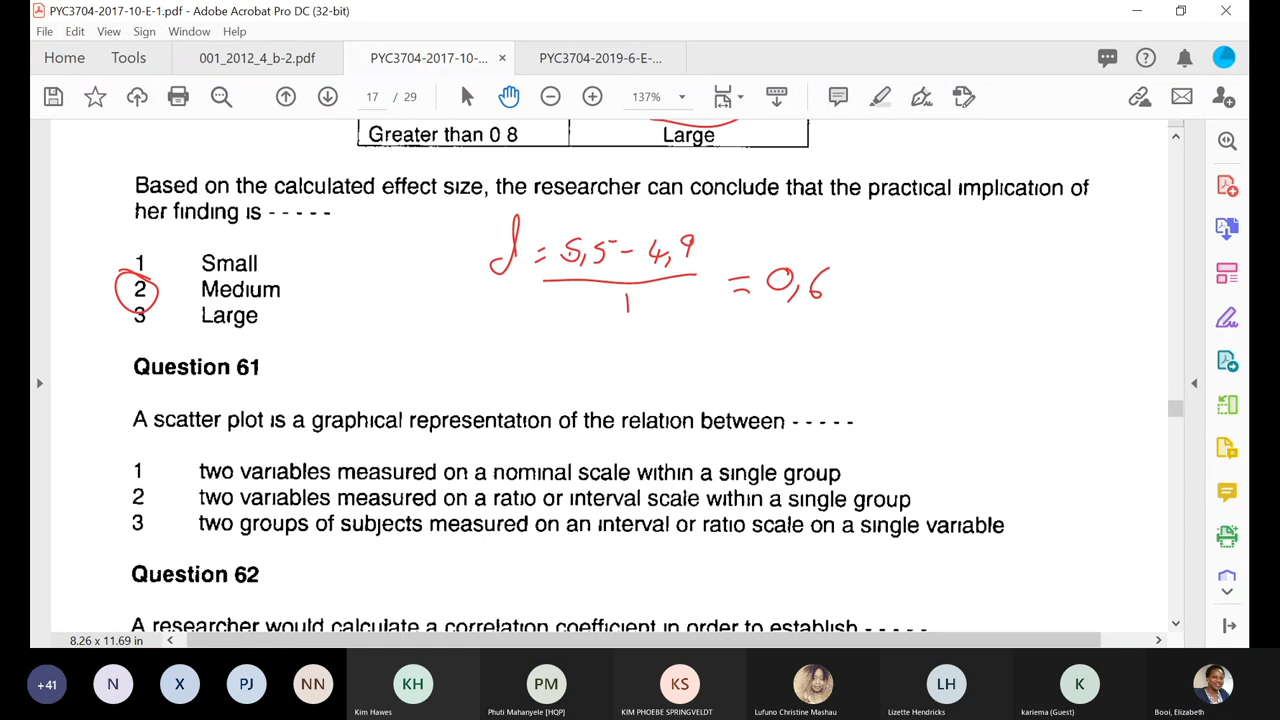 PYC3704-2017-10-E-1.pdf - Adobe Acrobat Pro DC (32-bit)
File Edit View Sign Window Help
Home Tools 001_2012_4_b-2.pdf PYC3704-2017-10-... × PYC3704-2019-6-E-...
17 / 29 137%
Greater than 0 8 Large
Based on the calculated effect size, the researcher can conclude that the practical implication of
her finding is - - - - -
1 Small
2 Medium
3 Large
d = 5,5 - 4,9
1
= 0,6
Question 61
A scatter plot is a graphical representation of the relation between - - - - -
1 two variables measured on a nominal scale within a single group
2 two variables measured on a ratio or interval scale within a single group
3 two groups of subjects measured on an interval or ratio scale on a single variable
Question 62
A researcher would calculate a correlation coefficient in order to establish - - - - -
8.26 x 11.69 in
+41 N X PJ NN KH PM KS LH K
Kim Hawes Phuti Mahanyele [HQP] KIM PHOEBE SPRINGVELDT Lufuno Christine Mashau Lizette Hendricks kariema (Guest) Booi, Elizabeth